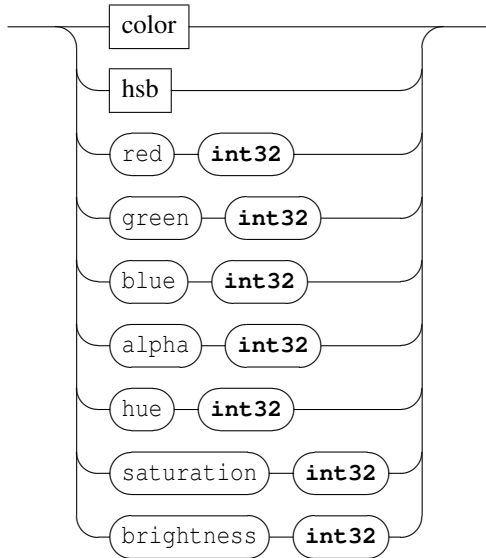 color
hsb
red int32
green int32
blue int32
alpha int32
hue int32
saturation int32
brightness int32